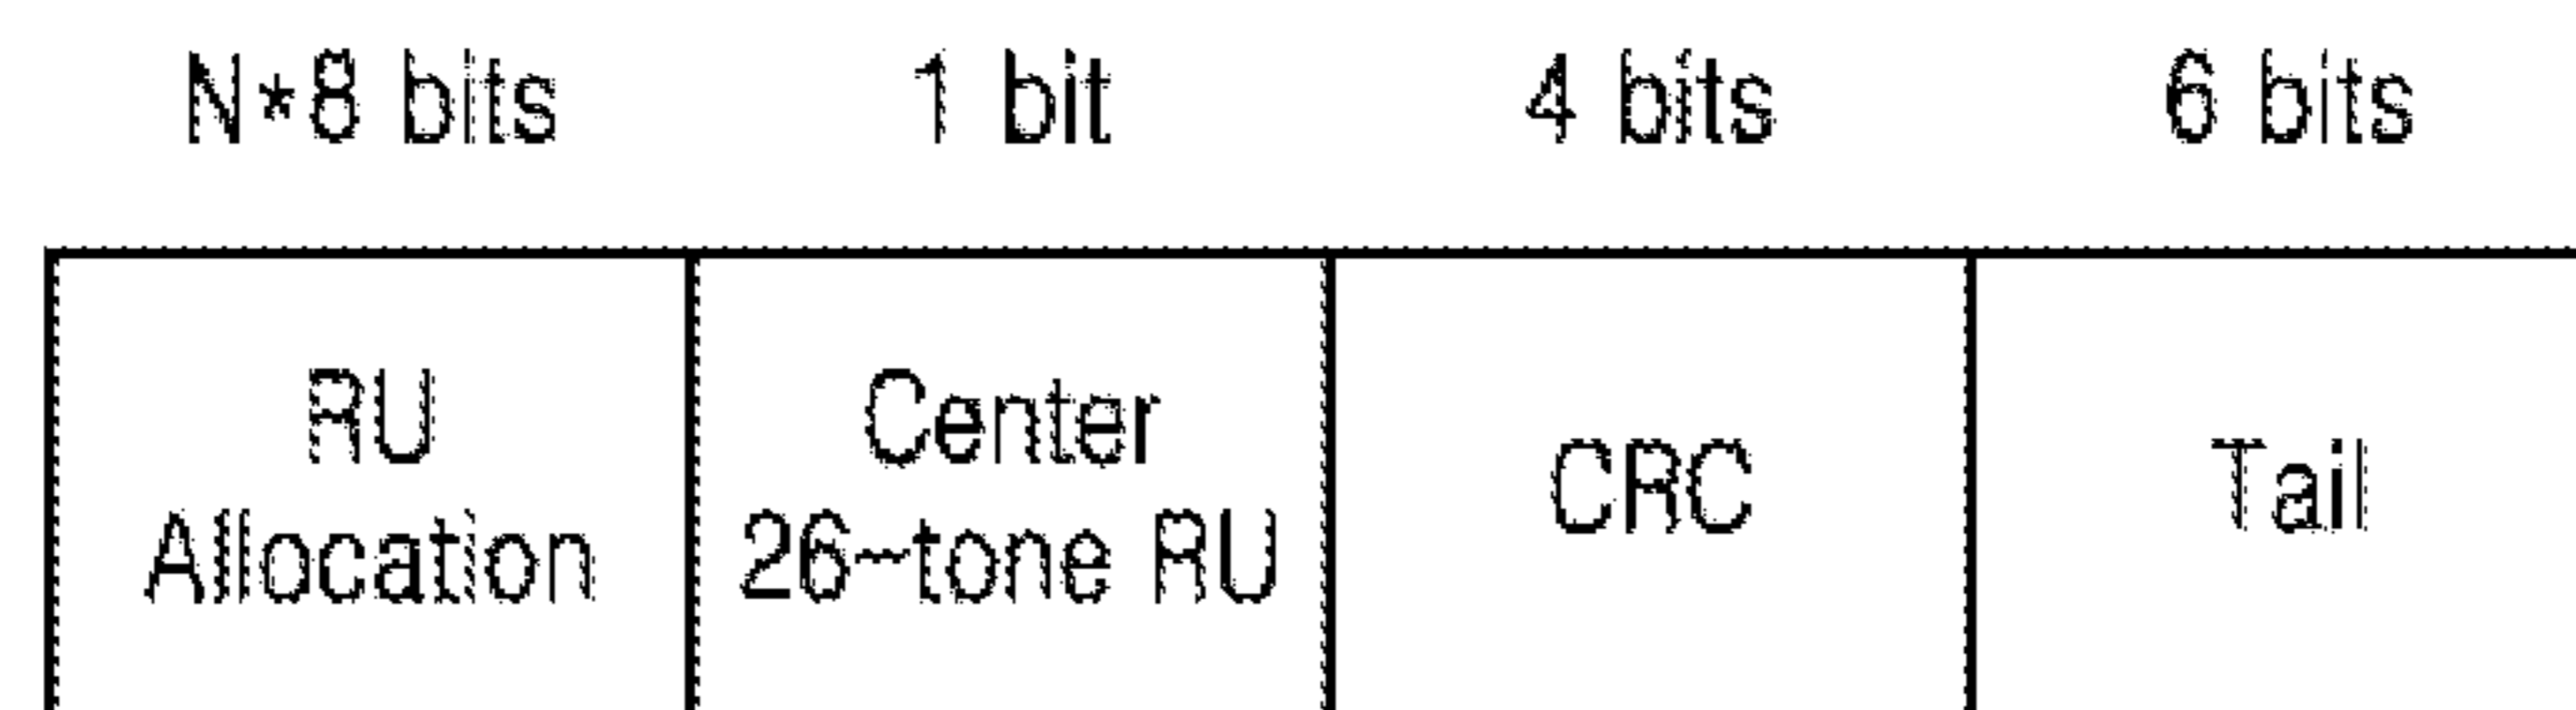 N*8 bits 1 bit 4 bits 6 bits
RU
Allocation
Center
26-tone RU
CRC
Tail